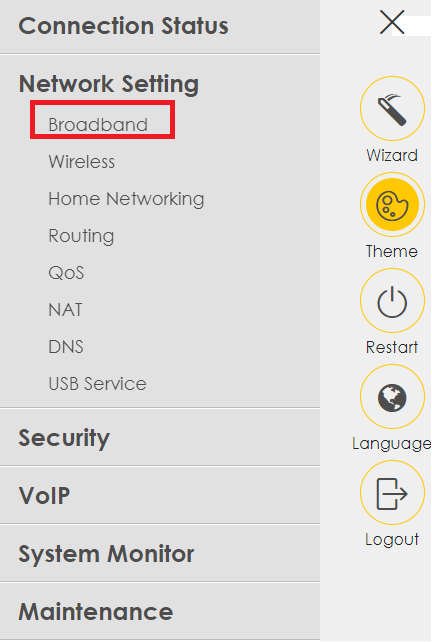 Connection Status
Network Setting
Broadband
Wireless
Home Networking
Routing
QoS
NAT
DNS
USB Service
Security
VoIP
System Monitor
Maintenance
Wizard
Theme
Restart
Language
Logout